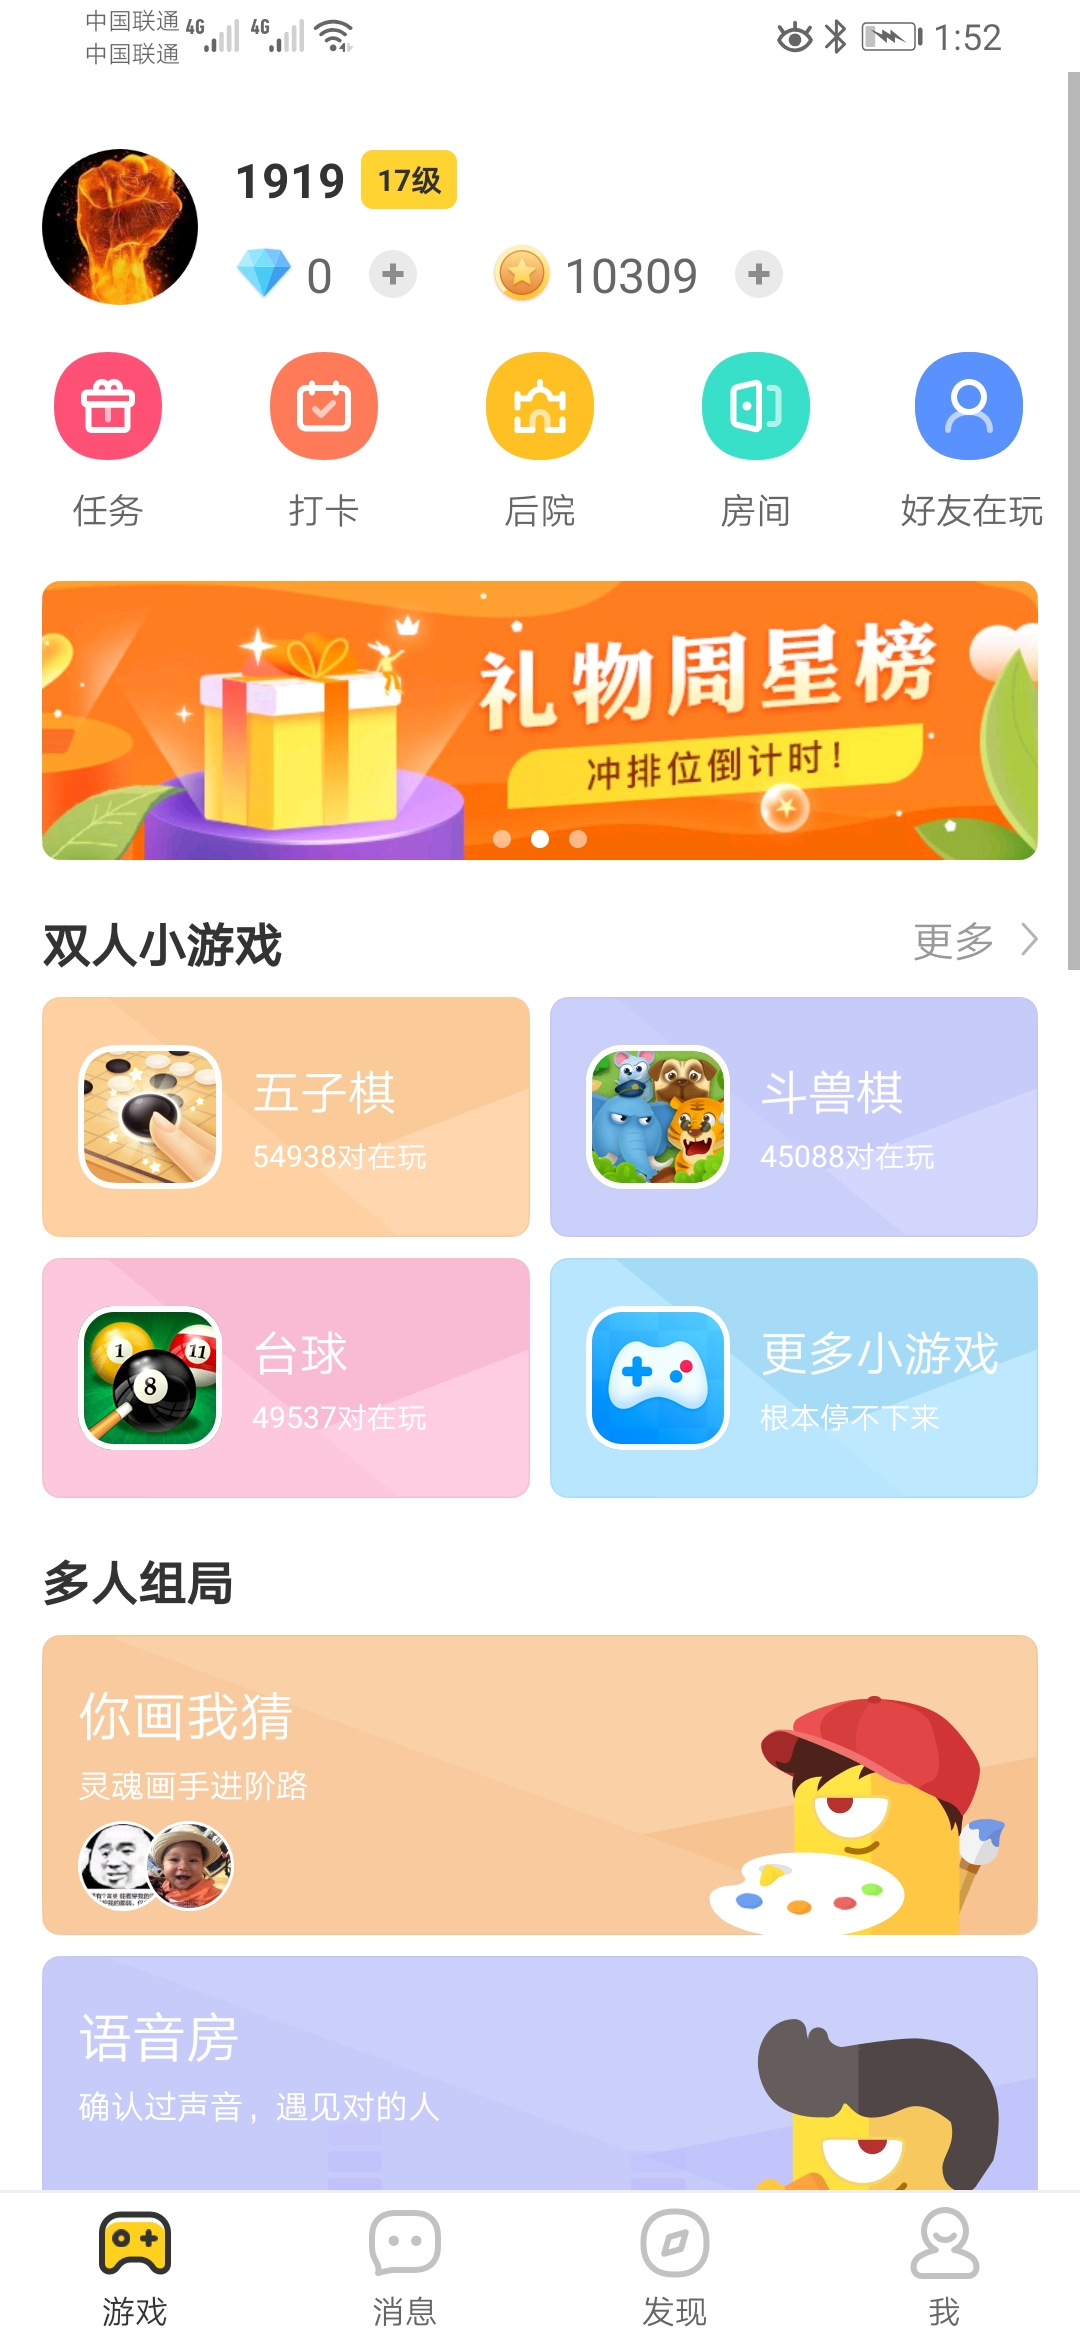 中国联通
中国联通
4G
4G
1:52
1919
17级
0
10309
任务
打卡
后院
房间
好友在玩
礼物周星榜
冲排位倒计时!
双人小游戏
更多
五子棋
54938对在玩
斗兽棋
45088对在玩
1
11
8
台球
49537对在玩
更多小游戏
根本停不下来
多人组局
你画我猜
灵魂画手进阶路
语音房
确认过声音，遇见对的人
游戏
消息
发现
我